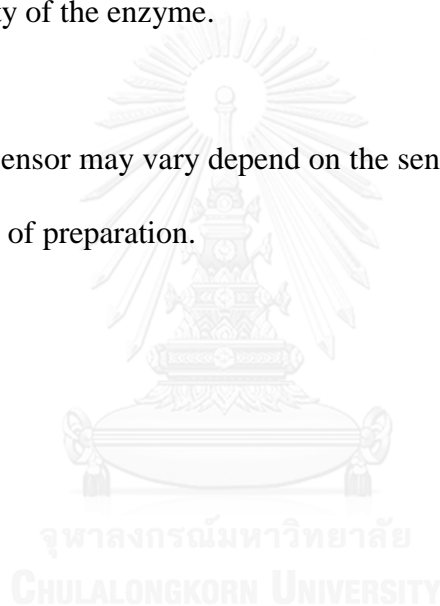 ty of the enzyme.
ensor may vary depend on the sen
of preparation.
จุฬาลงกรณ์มหาวิทยาลัย
CHULALONGKORN UNIVERSITY